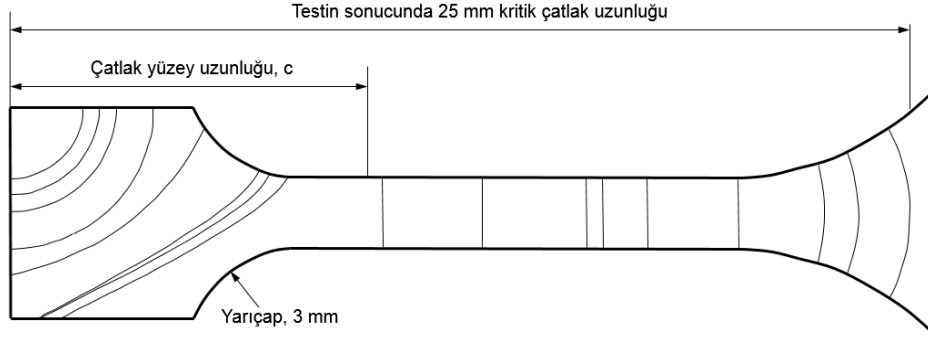 Testin sonucunda 25 mm kritik çatlak uzunluğu
Çatlak yüzey uzunluğu, c
Yarıçap, 3 mm